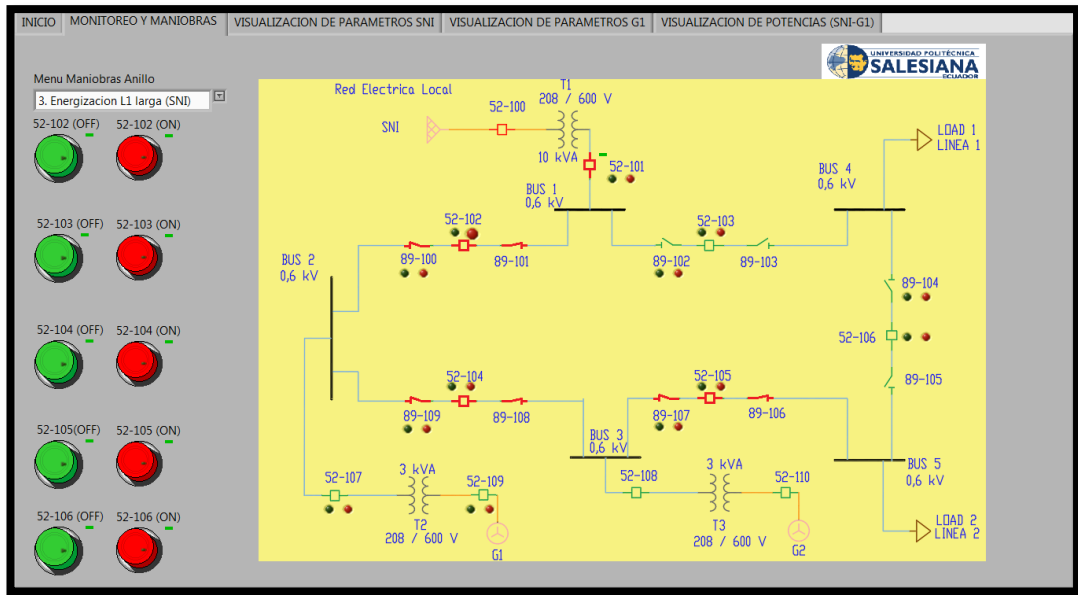 INICIO
MONITOREO Y MANIOBRAS
VISUALIZACION DE PARAMETROS SNI
VISUALIZACION DE PARAMETROS G1
VISUALIZACION DE POTENCIAS (SNI-G1)
UNIVERSIDAD POLITÉCNICA
SALESIANA
ECUADOR
Menu Maniobras Anillo
3. Energizacion L1 larga (SNI)
52-102 (OFF)
52-102 (ON)
52-103 (OFF)
52-103 (ON)
52-104 (OFF)
52-104 (ON)
52-105(OFF)
52-105 (ON)
52-106 (OFF)
52-106 (ON)
Red Electrica Local
T1
208 / 600 V
52-100
SNI
10 kVA
52-101
LOAD 1
LINEA 1
BUS 4
0,6 kV
BUS 1
0,6 kV
52-102
52-103
89-100
89-101
89-102
89-103
BUS 2
0,6 kV
89-104
52-106
89-105
52-104
52-105
89-109
89-108
89-107
89-106
BUS 3
0,6 kV
BUS 5
0,6 kV
52-107
3 kVA
52-109
52-108
3 kVA
52-110
T2
208 / 600 V
G1
T3
208 / 600 V
G2
LOAD 2
LINEA 2